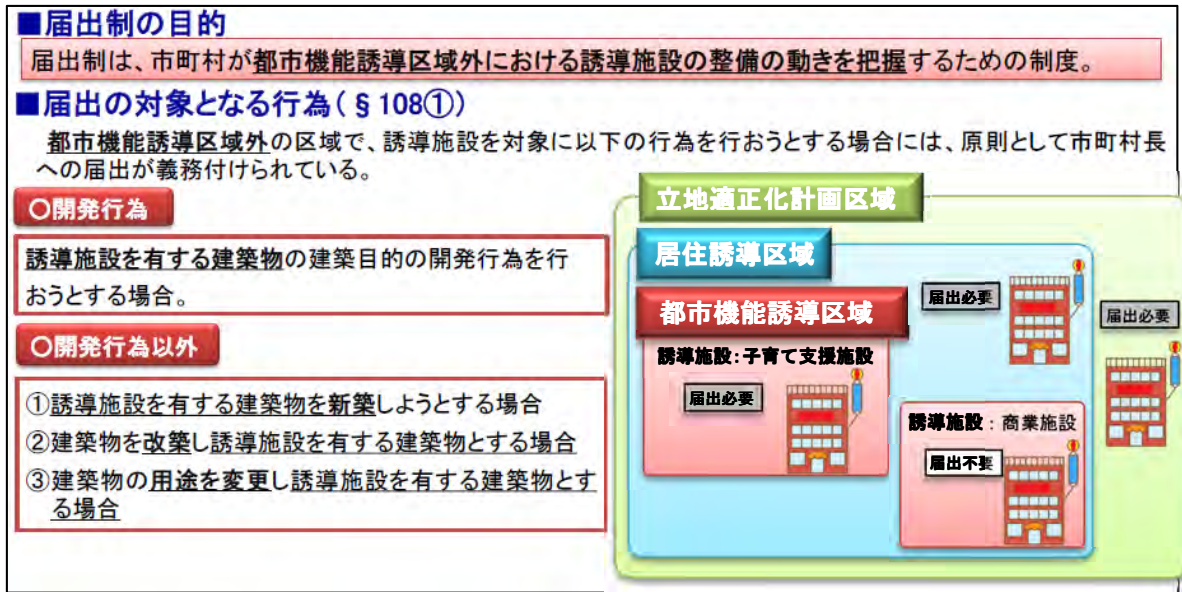 ■届出制の目的
届出制は、市町村が都市機能誘導区域外における誘導施設の整備の動きを把握するための制度。
■届出の対象となる行為(§108①)
都市機能誘導区域外の区域で、誘導施設を対象に以下の行為を行おうとする場合には、原則として市町村長
への届出が義務付けられている。
〇開発行為
誘導施設を有する建築物の建築目的の開発行為を行
おうとする場合。
〇開発行為以外
①誘導施設を有する建築物を新築しようとする場合
②建築物を改築し誘導施設を有する建築物とする場合
③建築物の用途を変更し誘導施設を有する建築物とす
る場合
立地適正化計画区域
居住誘導区域
届出必要
届出必要
都市機能誘導区域
誘導施設:子育て支援施設
届出必要
誘導施設:商業施設
届出不要